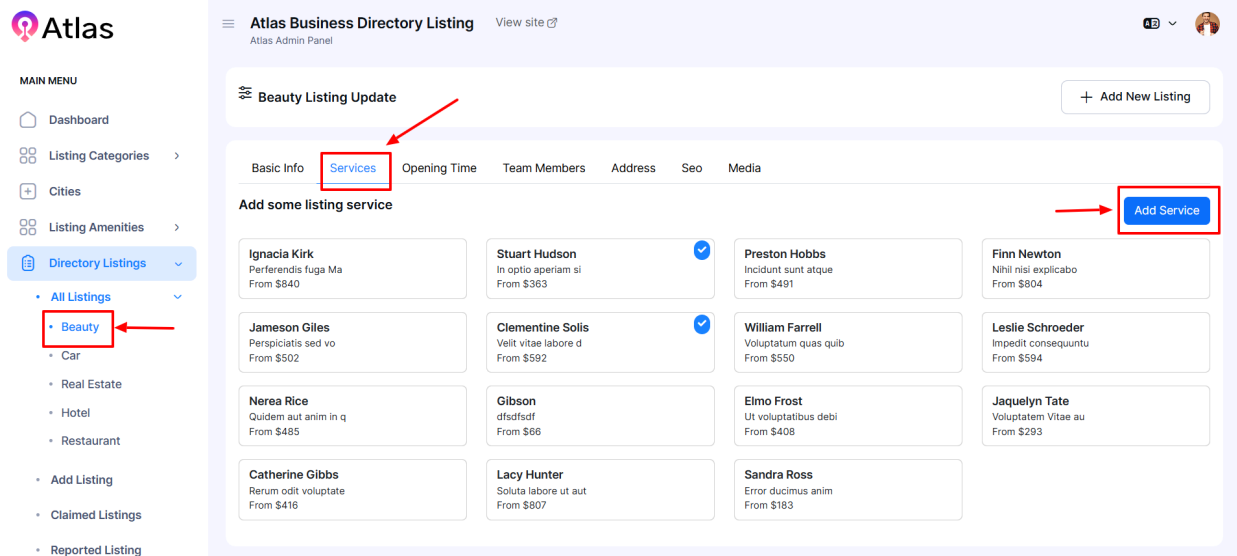 Atlas
Atlas Business Directory Listing
View site
Atlas Admin Panel
MAIN MENU
Dashboard
Listing Categories
Cities
Listing Amenities
Directory Listings
All Listings
Beauty
Car
Real Estate
Hotel
Restaurant
Add Listing
Claimed Listings
Reported Listing
Beauty Listing Update
Add New Listing
Basic Info
Services
Opening Time
Team Members
Address
Seo
Media
Add some listing service
Add Service
Ignacia Kirk
Perferendis fuga Ma
From $840
Stuart Hudson
In optio aperiam si
From $363
Preston Hobbs
Incidunt sunt atque
From $491
Finn Newton
Nihil nisi explicabo
From $804
Jameson Giles
Perspiciatis sed vo
From $502
Clementine Solis
Velit vitae labore d
From $592
William Farrell
Voluptatum quas quib
From $550
Leslie Schroeder
Impedit consequuntu
From $594
Nerea Rice
Quidem aut anim in q
From $485
Gibson
dfsdfsdf
From $66
Elmo Frost
Ut voluptatibus debi
From $408
Jaquelyn Tate
Voluptatem Vitae au
From $293
Catherine Gibbs
Rerum odit voluptate
From $416
Lacy Hunter
Soluta labore ut aut
From $807
Sandra Ross
Error ducimus anim
From $183